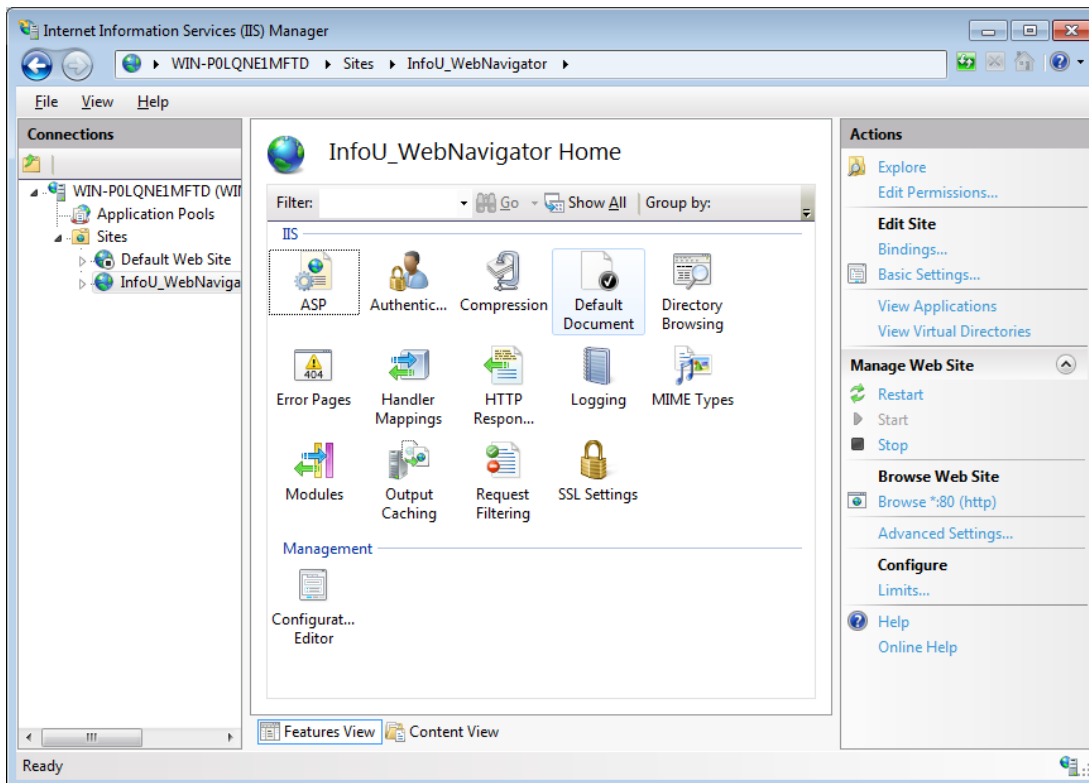 Internet Information Services (IIS) Manager
WIN-P0LQNE1MFTD Sites InfoU_WebNavigator
File View Help
Connections
WIN-P0LQNE1MFTD (WI
Application Pools
Sites
Default Web Site
InfoU_WebNaviga
InfoU_WebNavigator Home
Filter: Go Show All Group by:
IIS
ASP
Authentic...
Compression
Default
Document
Directory
Browsing
Error Pages
Handler
Mappings
HTTP
Respon...
Logging
MIME Types
Modules
Output
Caching
Request
Filtering
SSL Settings
Management
Configurat...
Editor
Features View Content View
Actions
Explore
Edit Permissions...
Edit Site
Bindings...
Basic Settings...
View Applications
View Virtual Directories
Manage Web Site
Restart
Start
Stop
Browse Web Site
Browse *:80 (http)
Advanced Settings...
Configure
Limits...
Help
Online Help
Ready